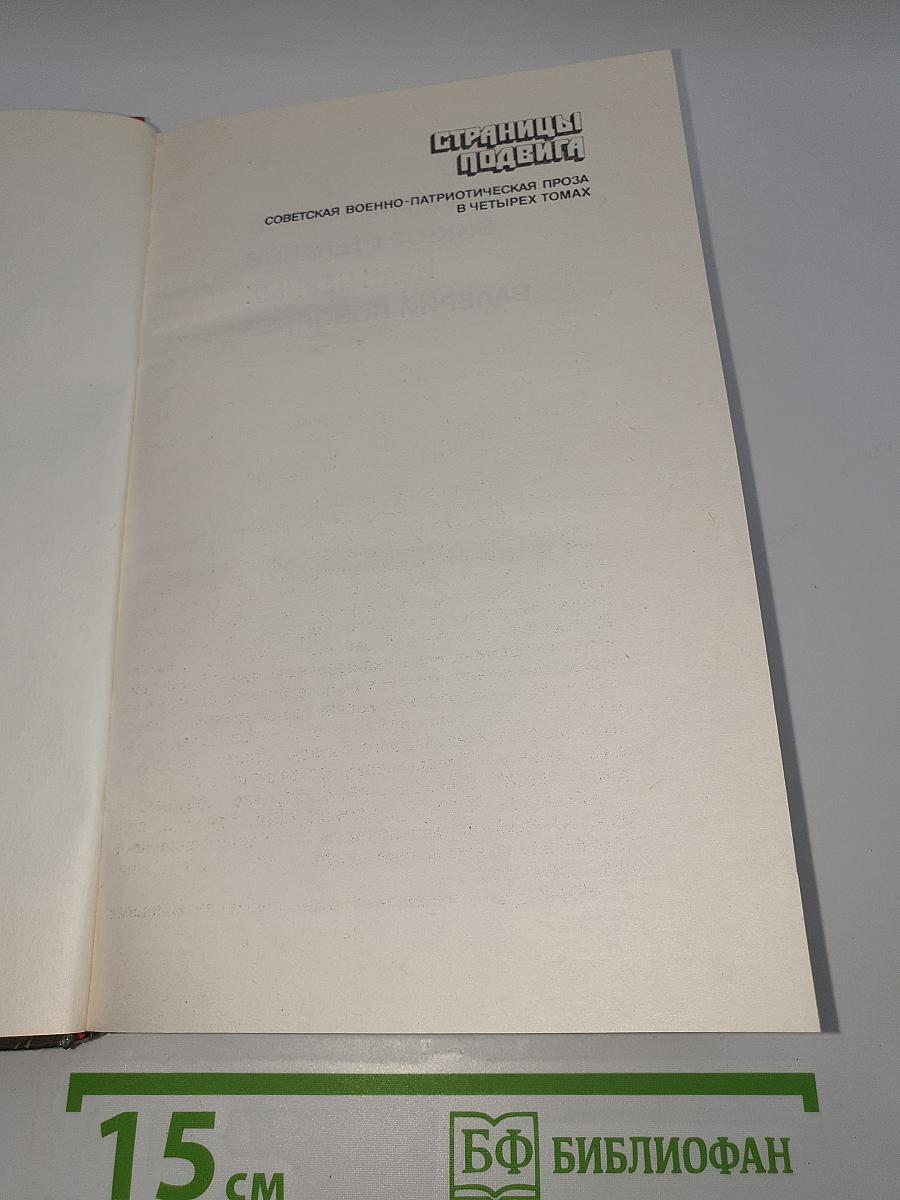 СТРАНИЦЫ
ПОДВИГА
СОВЕТСКАЯ ВОЕННО-ПАТРИОТИЧЕСКАЯ ПРОЗА
В ЧЕТЫРЕХ ТОМАХ
15 см
БФ БИБЛИОФАН